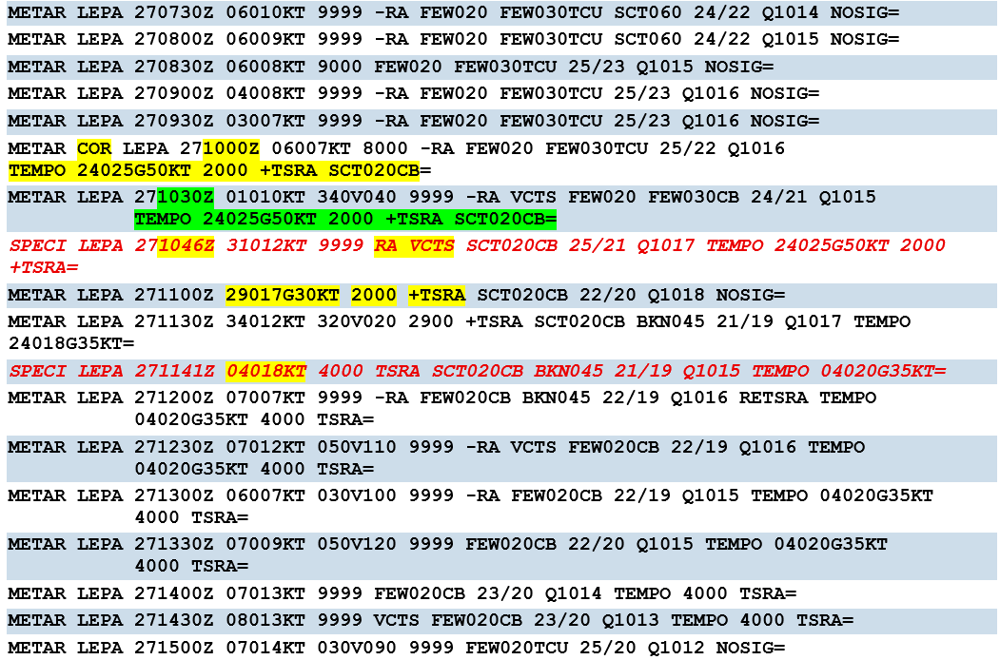 METAR LEPA 270730Z 06010KT 9999 -RA FEW020 FEW030TCU SCT060 24/22 Q1014 NOSIG=
METAR LEPA 270800Z 06009KT 9999 -RA FEW020 FEW030TCU SCT060 24/22 Q1015 NOSIG=
METAR LEPA 270830Z 06008KT 9000 FEW020 FEW030TCU 25/23 Q1015 NOSIG=
METAR LEPA 270900Z 04008KT 9999 -RA FEW020 FEW030TCU 25/23 Q1016 NOSIG=
METAR LEPA 270930Z 03007KT 9999 -RA FEW020 FEW030TCU 25/23 Q1016 NOSIG=
METAR COR LEPA 271000Z 06007KT 8000 -RA FEW020 FEW030TCU 25/22 Q1016
TEMPO 24025G50KT 2000 +TSRA SCT020CB=
METAR LEPA 271030Z 01010KT 340V040 9999 -RA VCTS FEW020 FEW030CB 24/21 Q1015
TEMPO 24025G50KT 2000 +TSRA SCT020CB=
SPECI LEPA 271046Z 31012KT 9999 RA VCTS SCT020CB 25/21 Q1017 TEMPO 24025G50KT 2000
+TSRA=
METAR LEPA 271100Z 29017G30KT 2000 +TSRA SCT020CB 22/20 Q1018 NOSIG=
METAR LEPA 271130Z 34012KT 320V020 2900 +TSRA SCT020CB BKN045 21/19 Q1017 TEMPO
24018G35KT=
SPECI LEPA 271141Z 04018KT 4000 TSRA SCT020CB BKN045 21/19 Q1015 TEMPO 04020G35KT=
METAR LEPA 271200Z 07007KT 9999 -RA FEW020CB BKN045 22/19 Q1016 RETSRA TEMPO
04020G35KT 4000 TSRA=
METAR LEPA 271230Z 07012KT 050V110 9999 -RA VCTS FEW020CB 22/19 Q1016 TEMPO
04020G35KT 4000 TSRA=
METAR LEPA 271300Z 06007KT 030V100 9999 -RA FEW020CB 22/19 Q1015 TEMPO 04020G35KT
4000 TSRA=
METAR LEPA 271330Z 07009KT 050V120 9999 FEW020CB 22/20 Q1015 TEMPO 04020G35KT
4000 TSRA=
METAR LEPA 271400Z 07013KT 9999 FEW020CB 23/20 Q1014 TEMPO 4000 TSRA=
METAR LEPA 271430Z 08013KT 9999 VCTS FEW020CB 23/20 Q1013 TEMPO 4000 TSRA=
METAR LEPA 271500Z 07014KT 030V090 9999 FEW020TCU 25/20 Q1012 NOSIG=